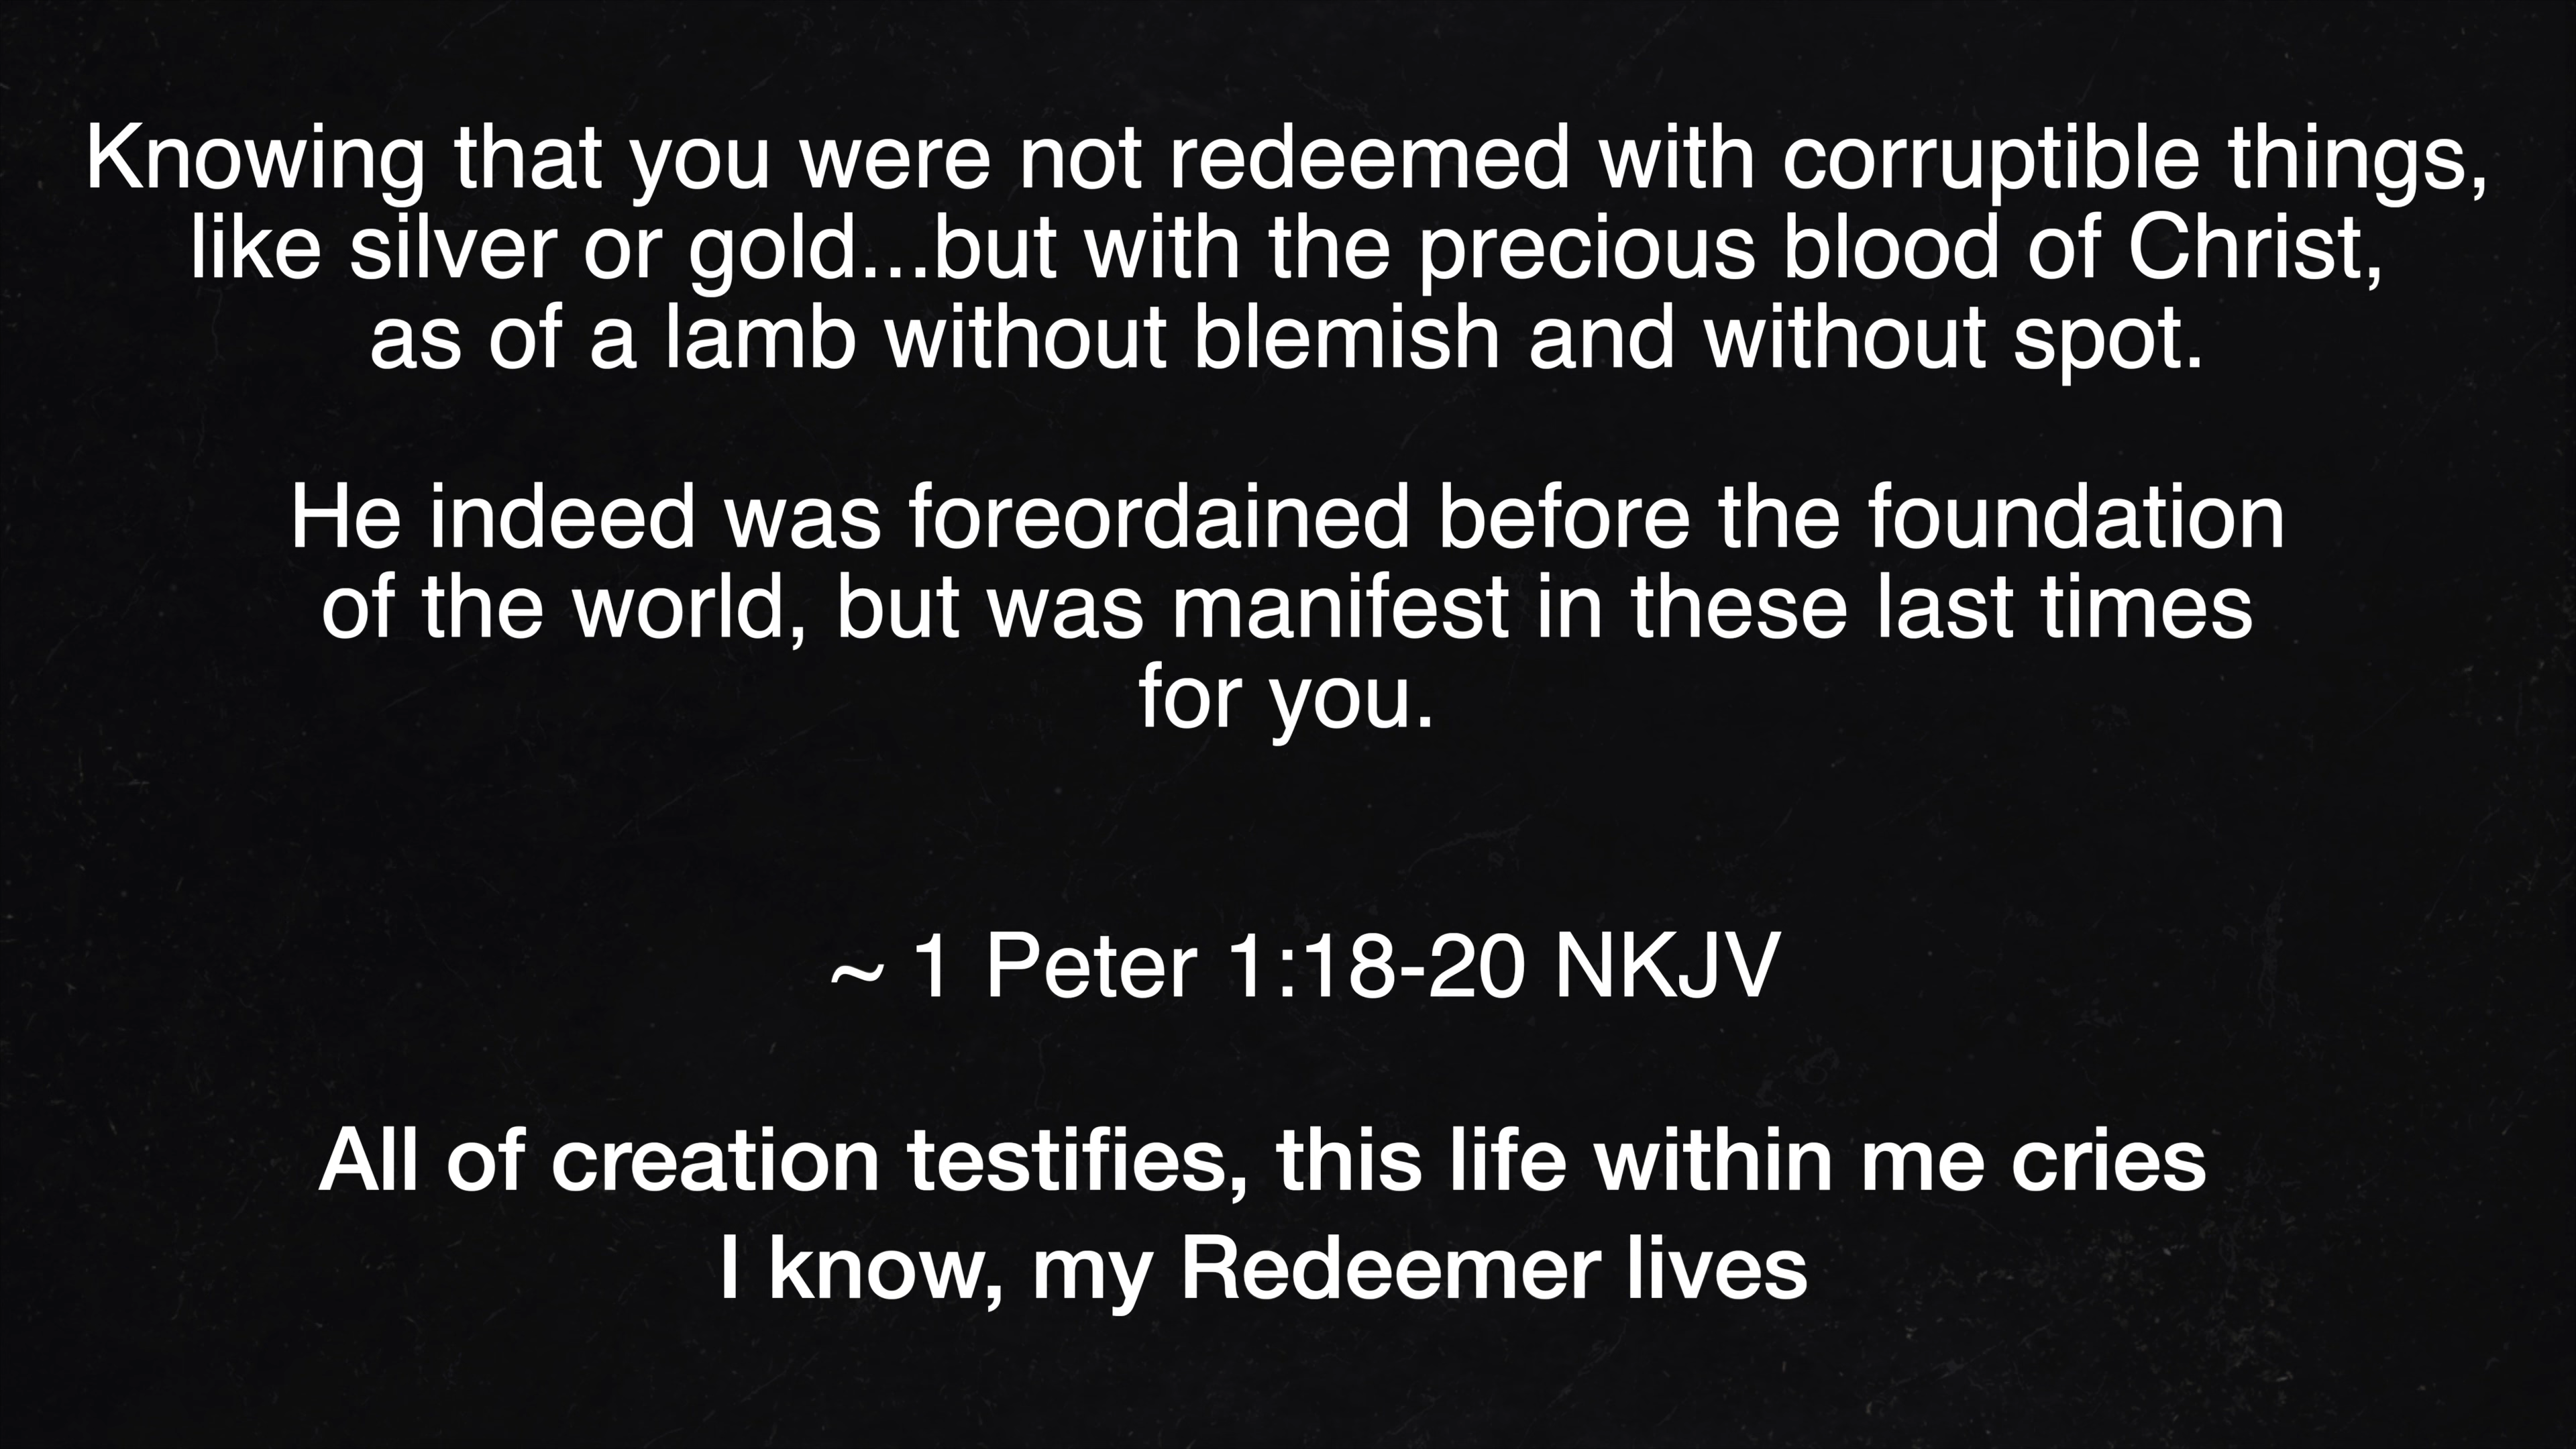 Knowing that you were not redeemed with corruptible things,
like silver or gold...but with the precious blood of Christ,
as of a lamb without blemish and without spot.
He indeed was foreordained before the foundation
of the world, but was manifest in these last times
for you.
~ 1 Peter 1:18-20 NKJV
All of creation testifies, this life within me cries
I know, my Redeemer lives